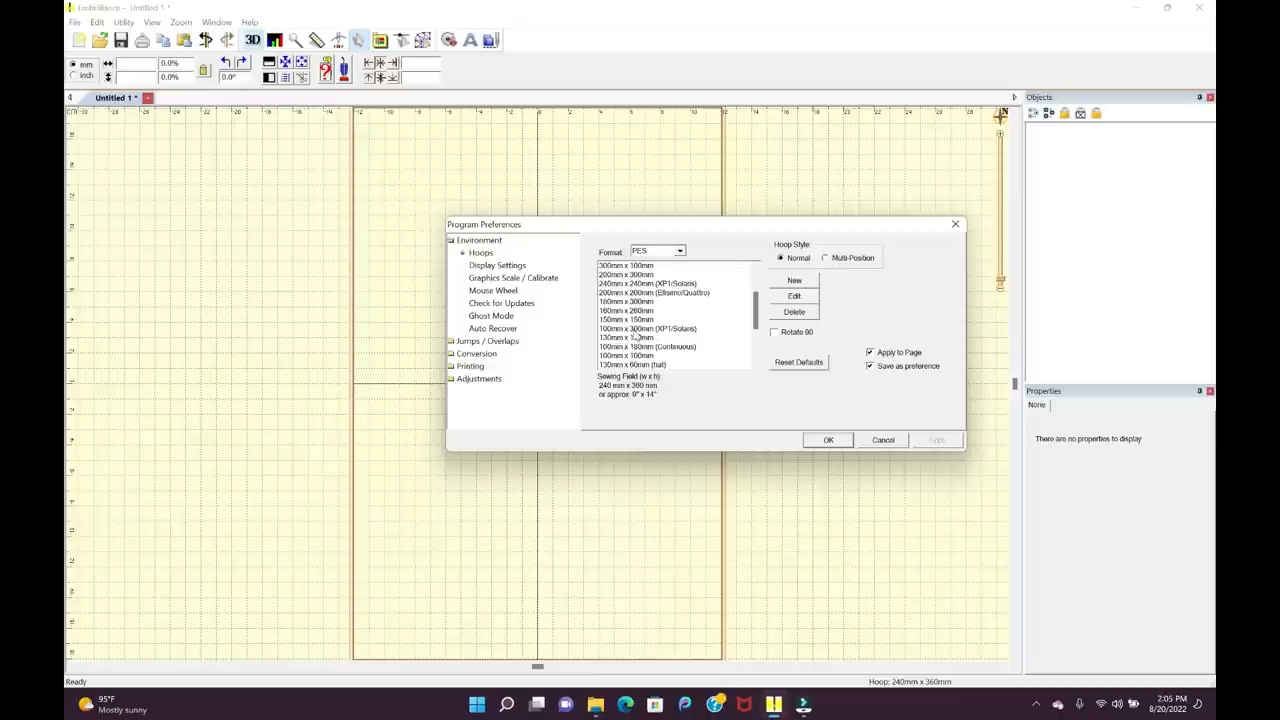 Embrilliance - Untitled 1 *
File Edit Utility View Zoom Window Help
3D
mm
inch
0.0%
0.0%
0.0°
Untitled 1 *
Objects
Program Preferences
Environment
Hoops
Display Settings
Graphics Scale / Calibrate
Mouse Wheel
Check for Updates
Ghost Mode
Auto Recover
Jumps / Overlaps
Conversion
Printing
Adjustments
Format: PES
300mm x 100mm
200mm x 300mm
240mm x 240mm (XP1/Solaris)
200mm x 200mm (Ellisimo/Quattro)
180mm x 300mm
160mm x 260mm
150mm x 150mm
100mm x 300mm (XP1/Solaris)
100mm x 180mm (Continuous)
100mm x 100mm
130mm x 60mm (hat)
Sewing Field (w x h):
240 mm x 360 mm
or approx. 9" x 14"
Hoop Style:
Normal Multi-Position
New
Edit
Delete
Rotate 90
Reset Defaults
Apply to Page
Save as preference
OK Cancel Apply
Properties
None
There are no properties to display
Ready
Hoop: 240mm x 360mm
95°F
Mostly sunny
2:05 PM
8/20/2022